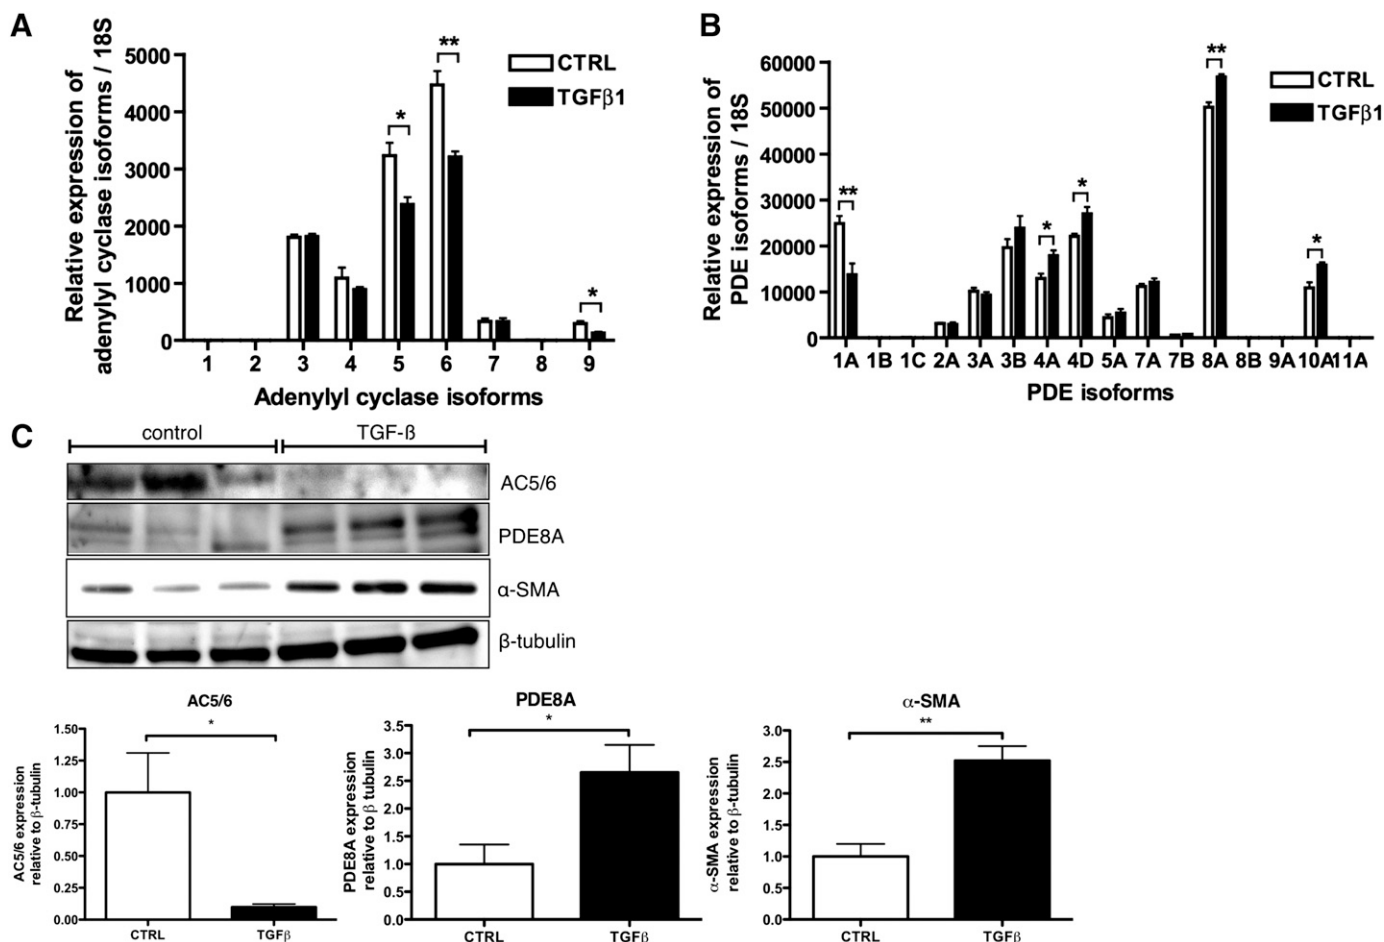 A
Relative expression of
adenylyl cyclase isoforms / 18S
5000
4000
3000
2000
1000
0
**
*
*
CTRL
TGFβ1
1 2 3 4 5 6 7 8 9
Adenylyl cyclase isoforms
B
Relative expression of
PDE isoforms / 18S
60000
50000
40000
30000
20000
10000
0
**
*
*
**
*
CTRL
TGFβ1
1A 1B 1C 2A 3A 3B 4A 4D 5A 7A 7B 8A 8B 9A 10A 11A
PDE isoforms
C
control TGF-ß
AC5/6
PDE8A
α-SMA
β-tubulin
AC5/6
AC5/6 expression
relative to β-tubulin
1.50
1.25
1.00
0.75
0.50
0.25
0.00
*
CTRL TGFβ
PDE8A
PDE8A expression
relative to β tubulin
3.5
3.0
2.5
2.0
1.5
1.0
0.5
0.0
*
CTRL TGFβ
α-SMA
α-SMA expression
relative to β-tubulin
3.0
2.5
2.0
1.5
1.0
0.5
0.0
**
CTRL TGFβ